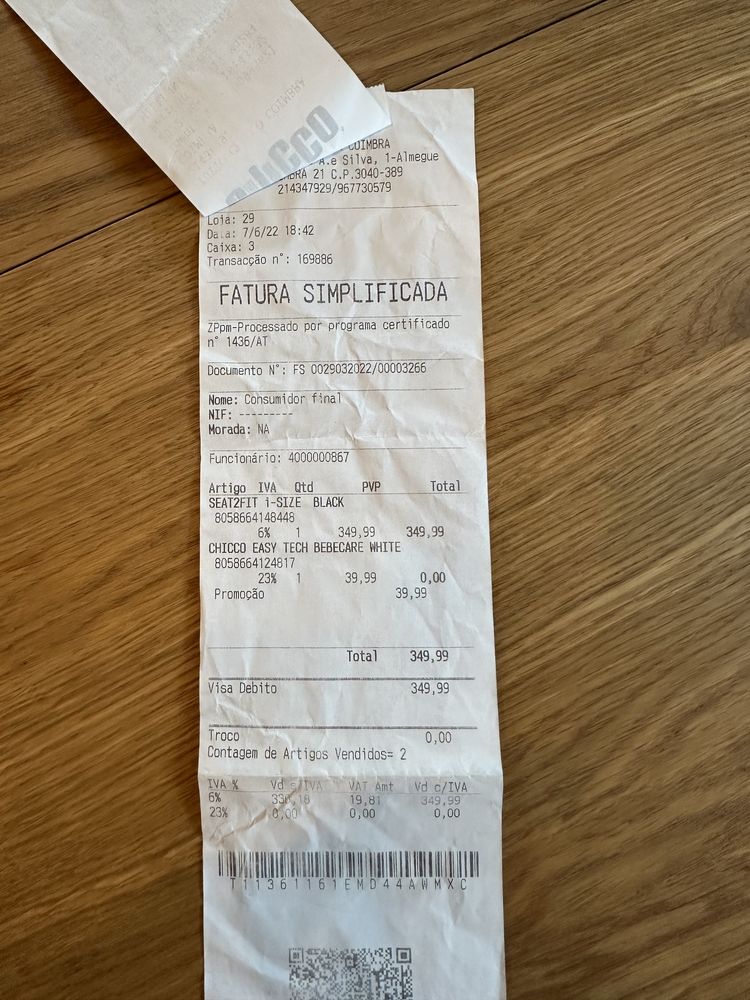 COIMBRA
chicco
COIMBRA
A.e Silva, 1-Almegue
21 C.P.3040-389
214347929/967730579
Loja: 29
Data: 7/6/22 18:42
Caixa: 3
Transacção n°: 169886
FATURA SIMPLIFICADA
ZPpm-Processado por programa certificado
n° 1436/AT
Documento N°: FS 0029032022/00003266
Nome: Consumidor final
NIF: ---------
Morada: NA
Funcionário: 4000000867
Artigo IVA Qtd PVP Total
SEAT2FIT i-SIZE BLACK
8058664148448
6% 1 349,99 349,99
CHICCO EASY TECH BEBECARE WHITE
8058664124817
23% 1 39,99 0,00
Promoção 39,99
Total 349,99
Visa Debito 349,99
Troco 0,00
Contagem de Artigos Vendidos= 2
IVA % Vd s/IVA VAT Amt Vd c/IVA
6% 330,18 19,81 349,99
23% 0,00 0,00 0,00
T11361161EMD44AWMXC